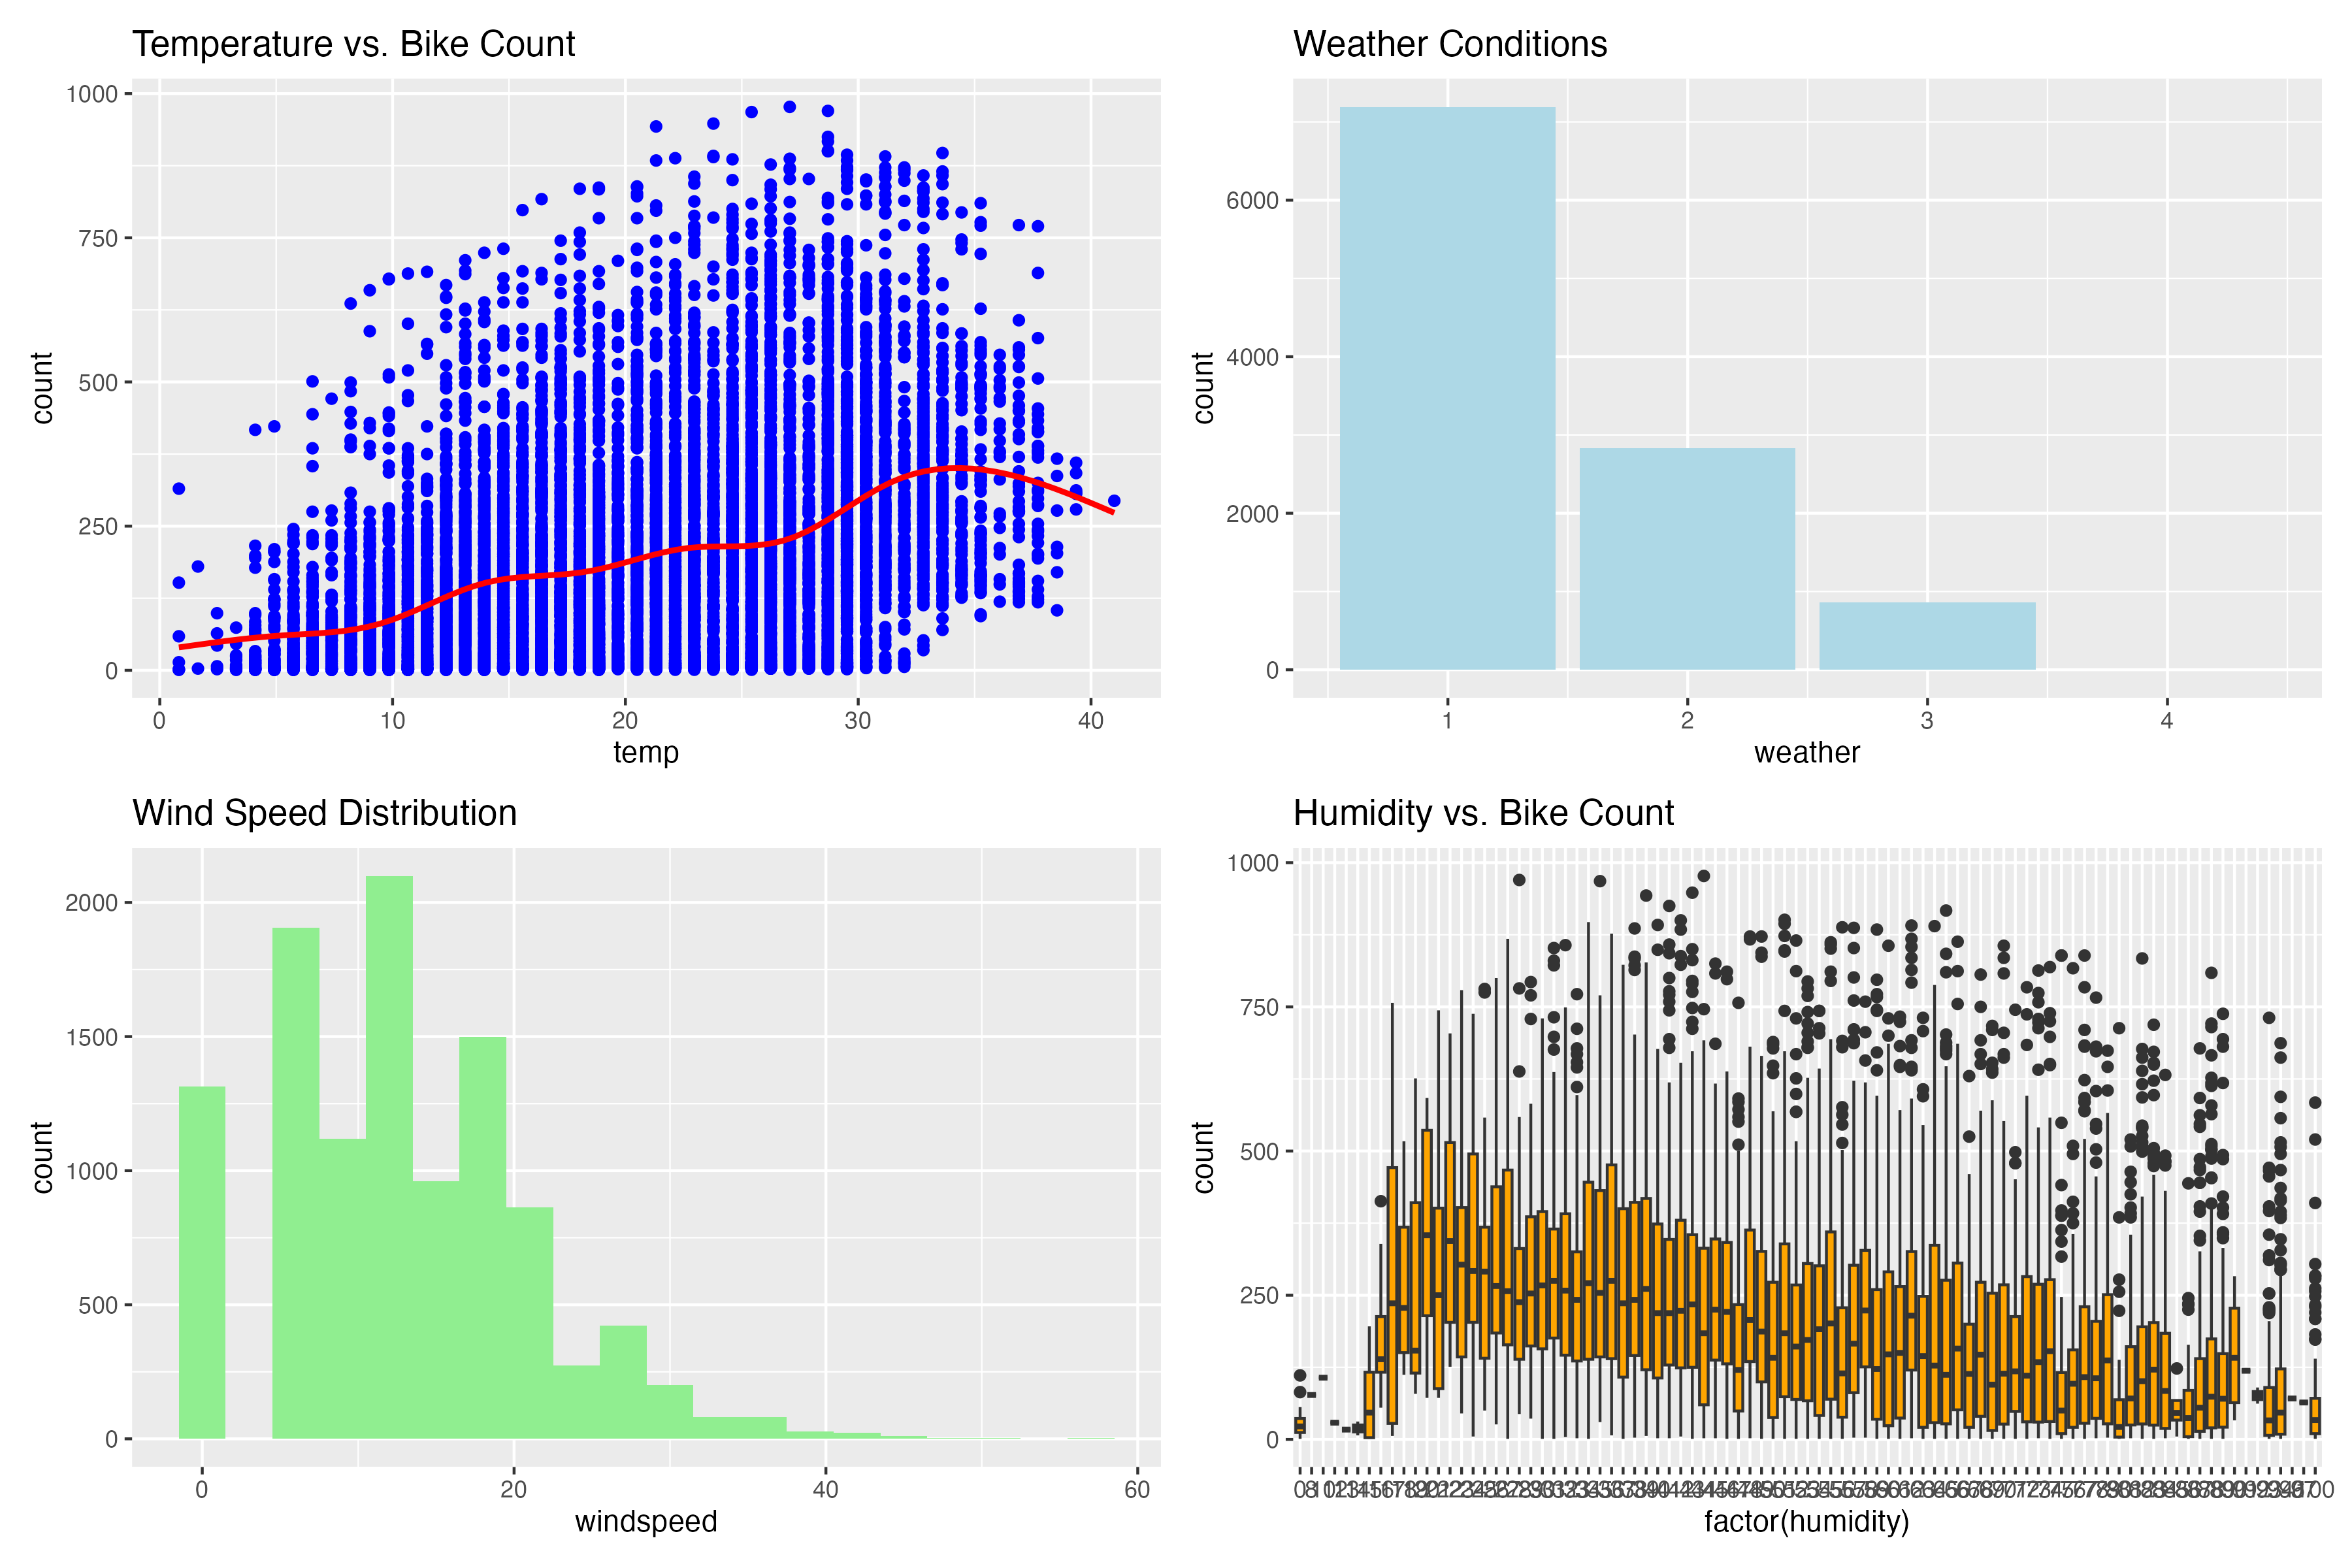 Temperature vs. Bike Count
1000
750
500
250
0
count
0 10 20 30 40
temp
Weather Conditions
6000
4000
2000
0
count
1 2 3 4
weather
Wind Speed Distribution
2000
1500
1000
500
0
count
0 20 40 60
windspeed
Humidity vs. Bike Count
1000
750
500
250
0
count
factor(humidity)